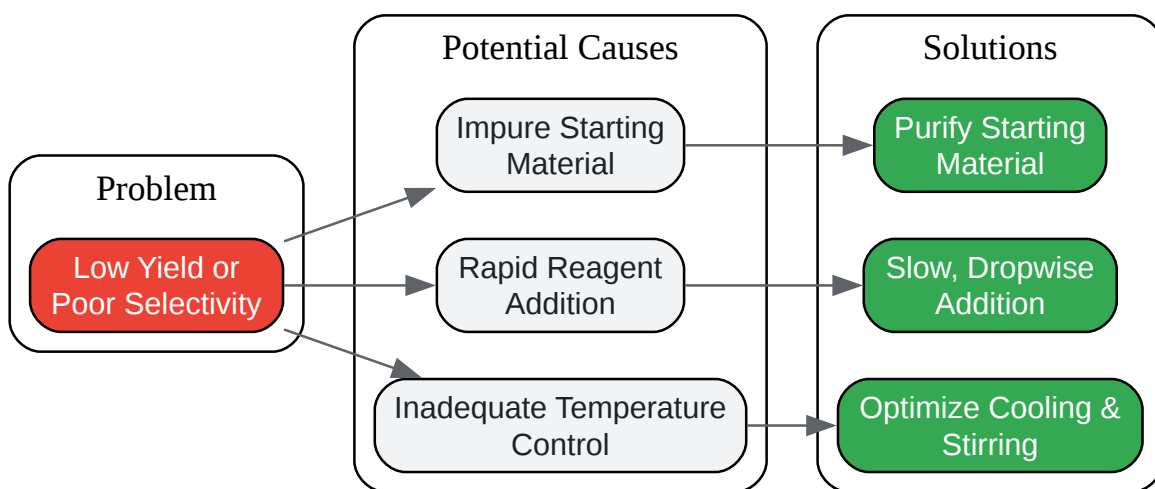 Problem
Low Yield or
Poor Selectivity
Potential Causes
Impure Starting
Material
Rapid Reagent
Addition
Inadequate Temperature
Control
Solutions
Purify Starting
Material
Slow, Dropwise
Addition
Optimize Cooling &
Stirring